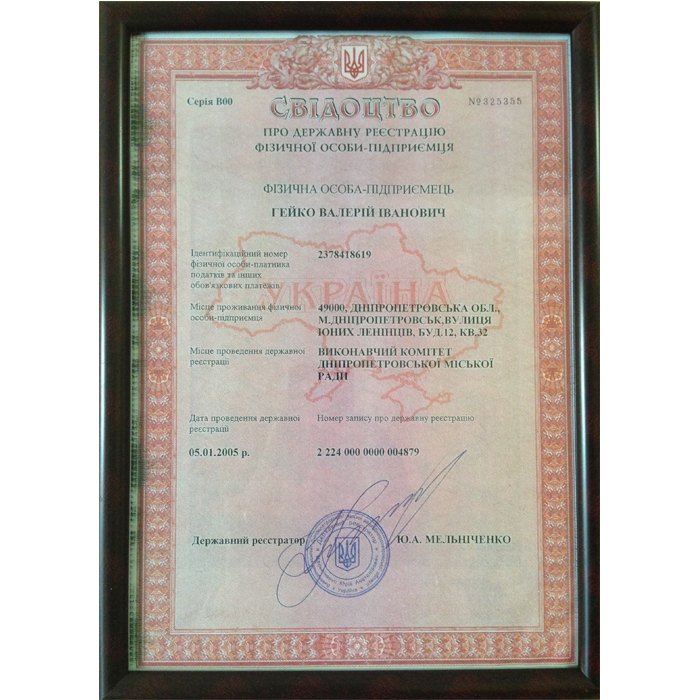 Серія В00
№325355
СВІДОЦТВО
ПРО ДЕРЖАВНУ РЕЄСТРАЦІЮ
ФІЗИЧНОЇ ОСОБИ-ПІДПРИЄМЦЯ
ФІЗИЧНА ОСОБА-ПІДПРИЄМЕЦЬ
ГЕЙКО ВАЛЕРІЙ ІВАНОВИЧ
Ідентифікаційний номер
фізичної особи-платника
податків та інших
обов'язкових платежів
2378418619
УКРАЇНА
Місце проживання фізичної
особи-підприємця
49000, ДНІПРОПЕТРОВСЬКА ОБЛ.,
М.ДНІПРОПЕТРОВСЬК,ВУЛИЦЯ
ЮНИХ ЛЕНІНЦІВ, БУД.12, КВ.32
Місце проведення державної
реєстрації
ВИКОНАВЧИЙ КОМІТЕТ
ДНІПРОПЕТРОВСЬКОЇ МІСЬКОЇ
РАДИ
Дата проведення державної
реєстрації
Номер запису про державну реєстрацію
05.01.2005 р.
2 224 000 0000 004879
Державний реєстратор
Ю.А. МЕЛЬНІЧЕНКО